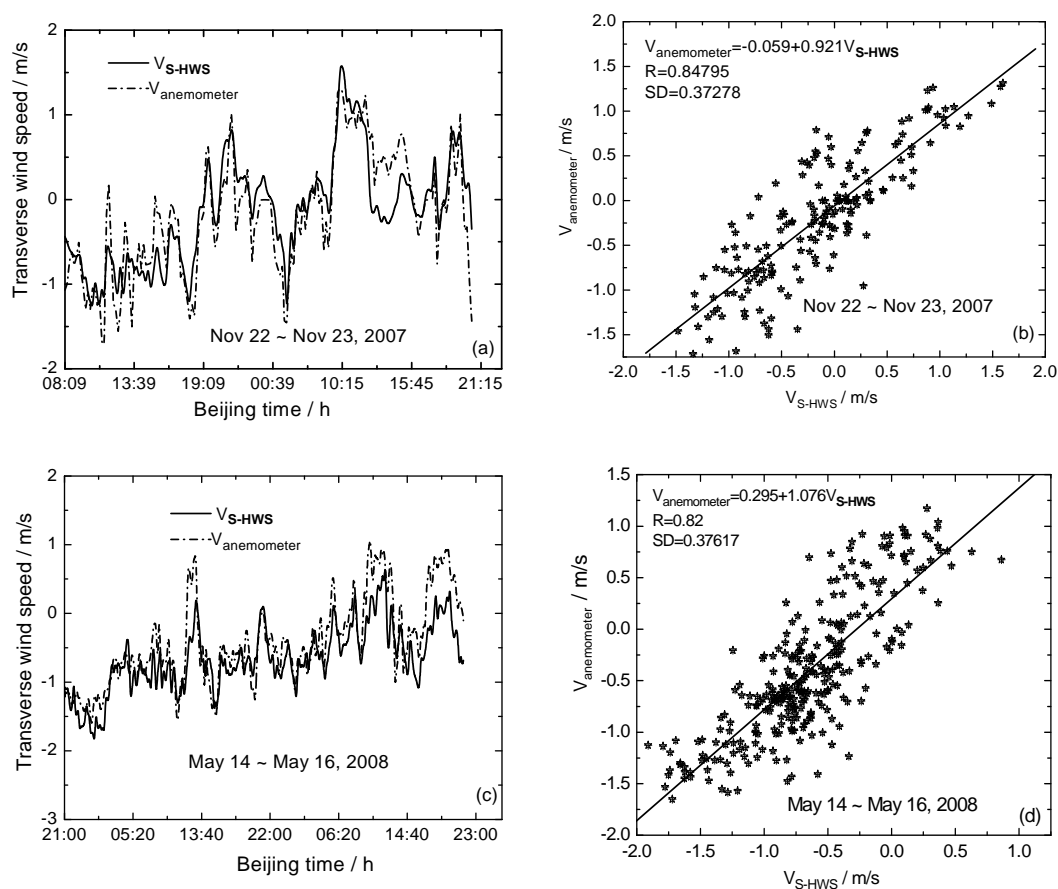 2
1
0
-1
-2
Transverse wind speed / m/s
V S-HWS
V anemometer
Nov 22 ~ Nov 23, 2007
(a)
08:09 13:39 19:09 00:39 10:15 15:45 21:15
Beijing time / h
2.0
1.5
1.0
0.5
0.0
-0.5
-1.0
-1.5
V anemometer / m/s
V anemometer=-0.059+0.921V S-HWS
R=0.84795
SD=0.37278
Nov 22 ~ Nov 23, 2007
(b)
-2.0 -1.5 -1.0 -0.5 0.0 0.5 1.0 1.5 2.0
V S-HWS / m/s
2
1
0
-1
-2
-3
Transverse wind speed / m/s
V S-HWS
V anemometer
May 14 ~ May 16, 2008
(c)
21:00 05:20 13:40 22:00 06:20 14:40 23:00
Beijing time / h
1.5
1.0
0.5
0.0
-0.5
-1.0
-1.5
-2.0
V anemometer / m/s
V anemometer=0.295+1.076V S-HWS
R=0.82
SD=0.37617
May 14 ~ May 16, 2008
(d)
-2.0 -1.5 -1.0 -0.5 0.0 0.5 1.0
V S-HWS / m/s